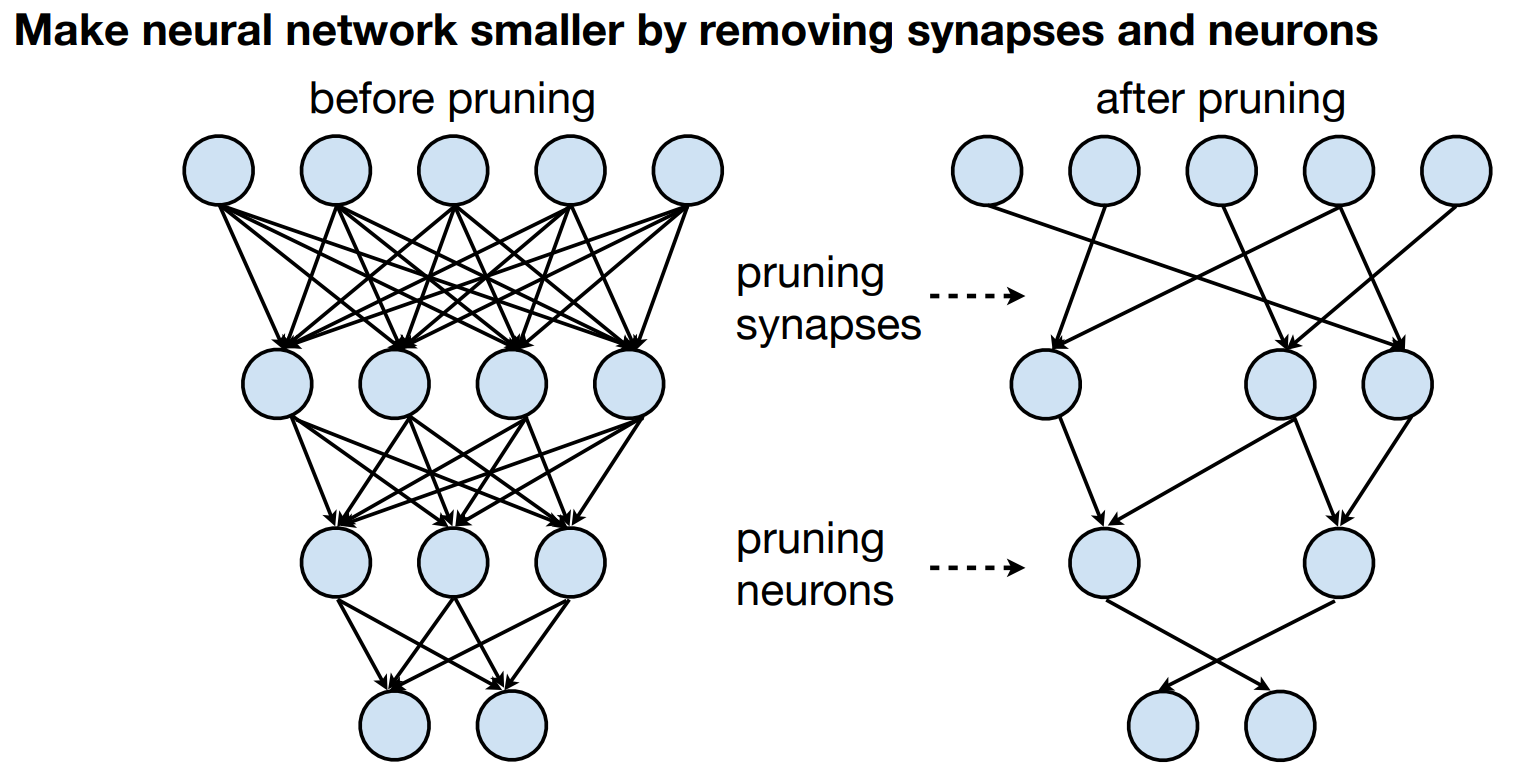 Make neural network smaller by removing synapses and neurons
before pruning
after pruning
pruning
synapses
pruning
neurons